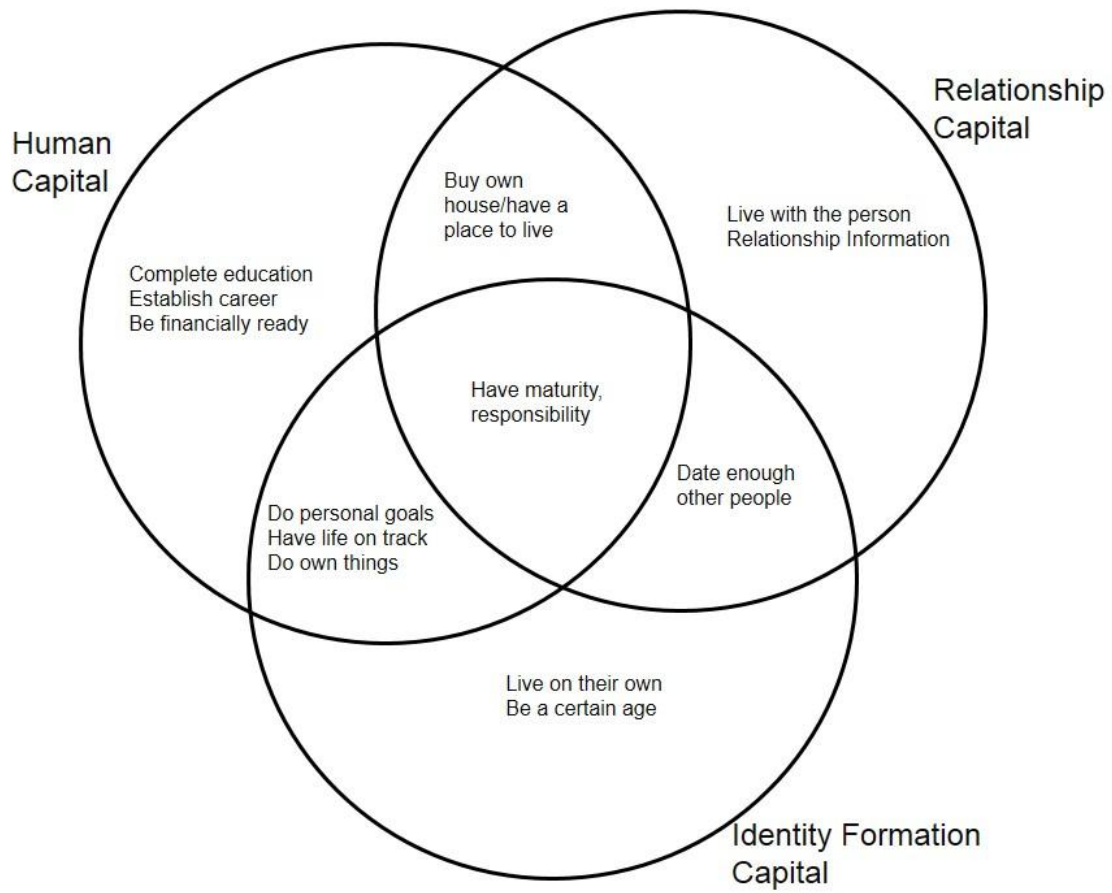 Relationship
Capital
Human
Capital
Buy own
house/have a
place to live
Live with the person
Relationship Information
Complete education
Establish career
Be financially ready
Have maturity,
responsibility
Date enough
other people
Do personal goals
Have life on track
Do own things
Live on their own
Be a certain age
Identity Formation
Capital